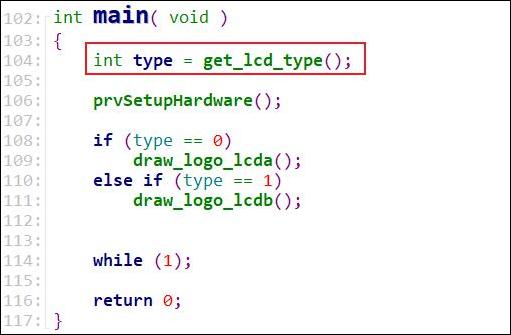 102: int main( void )
103: {
104:     int type = get_lcd_type();
105:
106:     prvSetupHardware();
107:
108:     if (type == 0)
109:         draw_logo_lcda();
110:     else if (type == 1)
111:         draw_logo_lcdb();
112:
113:
114:     while (1);
115:
116:     return 0;
117: }